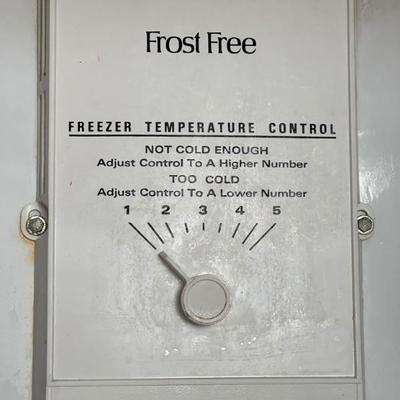 Frost Free
FREEZER TEMPERATURE CONTROL
NOT COLD ENOUGH
Adjust Control To A Higher Number
TOO COLD
Adjust Control To A Lower Number
1 2 3 4 5